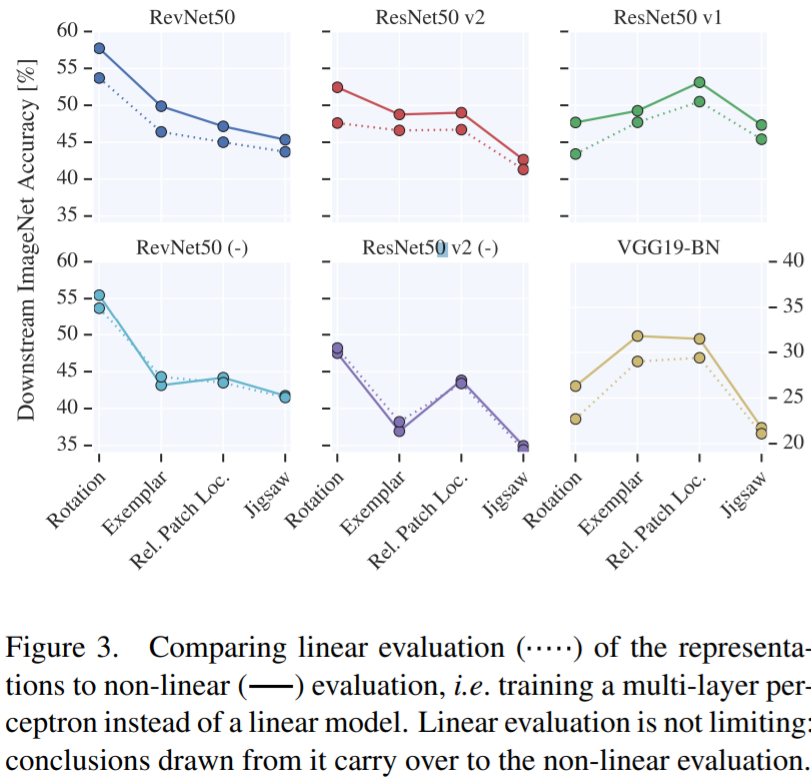 RevNet50 ResNet50 v2 ResNet50 v1
60
55
50
45
40
35
Downstream ImageNet Accuracy [%]
RevNet50 (-) ResNet50 v2 (-) VGG19-BN
60 40
55 35
50 30
45 25
40 20
35
Rotation Exemplar Rel. Patch Loc. Jigsaw Rotation Exemplar Rel. Patch Loc. Jigsaw Rotation Exemplar Rel. Patch Loc. Jigsaw
Figure 3. Comparing linear evaluation (·····) of the representa-
tions to non-linear (—) evaluation, i.e. training a multi-layer per-
ceptron instead of a linear model. Linear evaluation is not limiting:
conclusions drawn from it carry over to the non-linear evaluation.